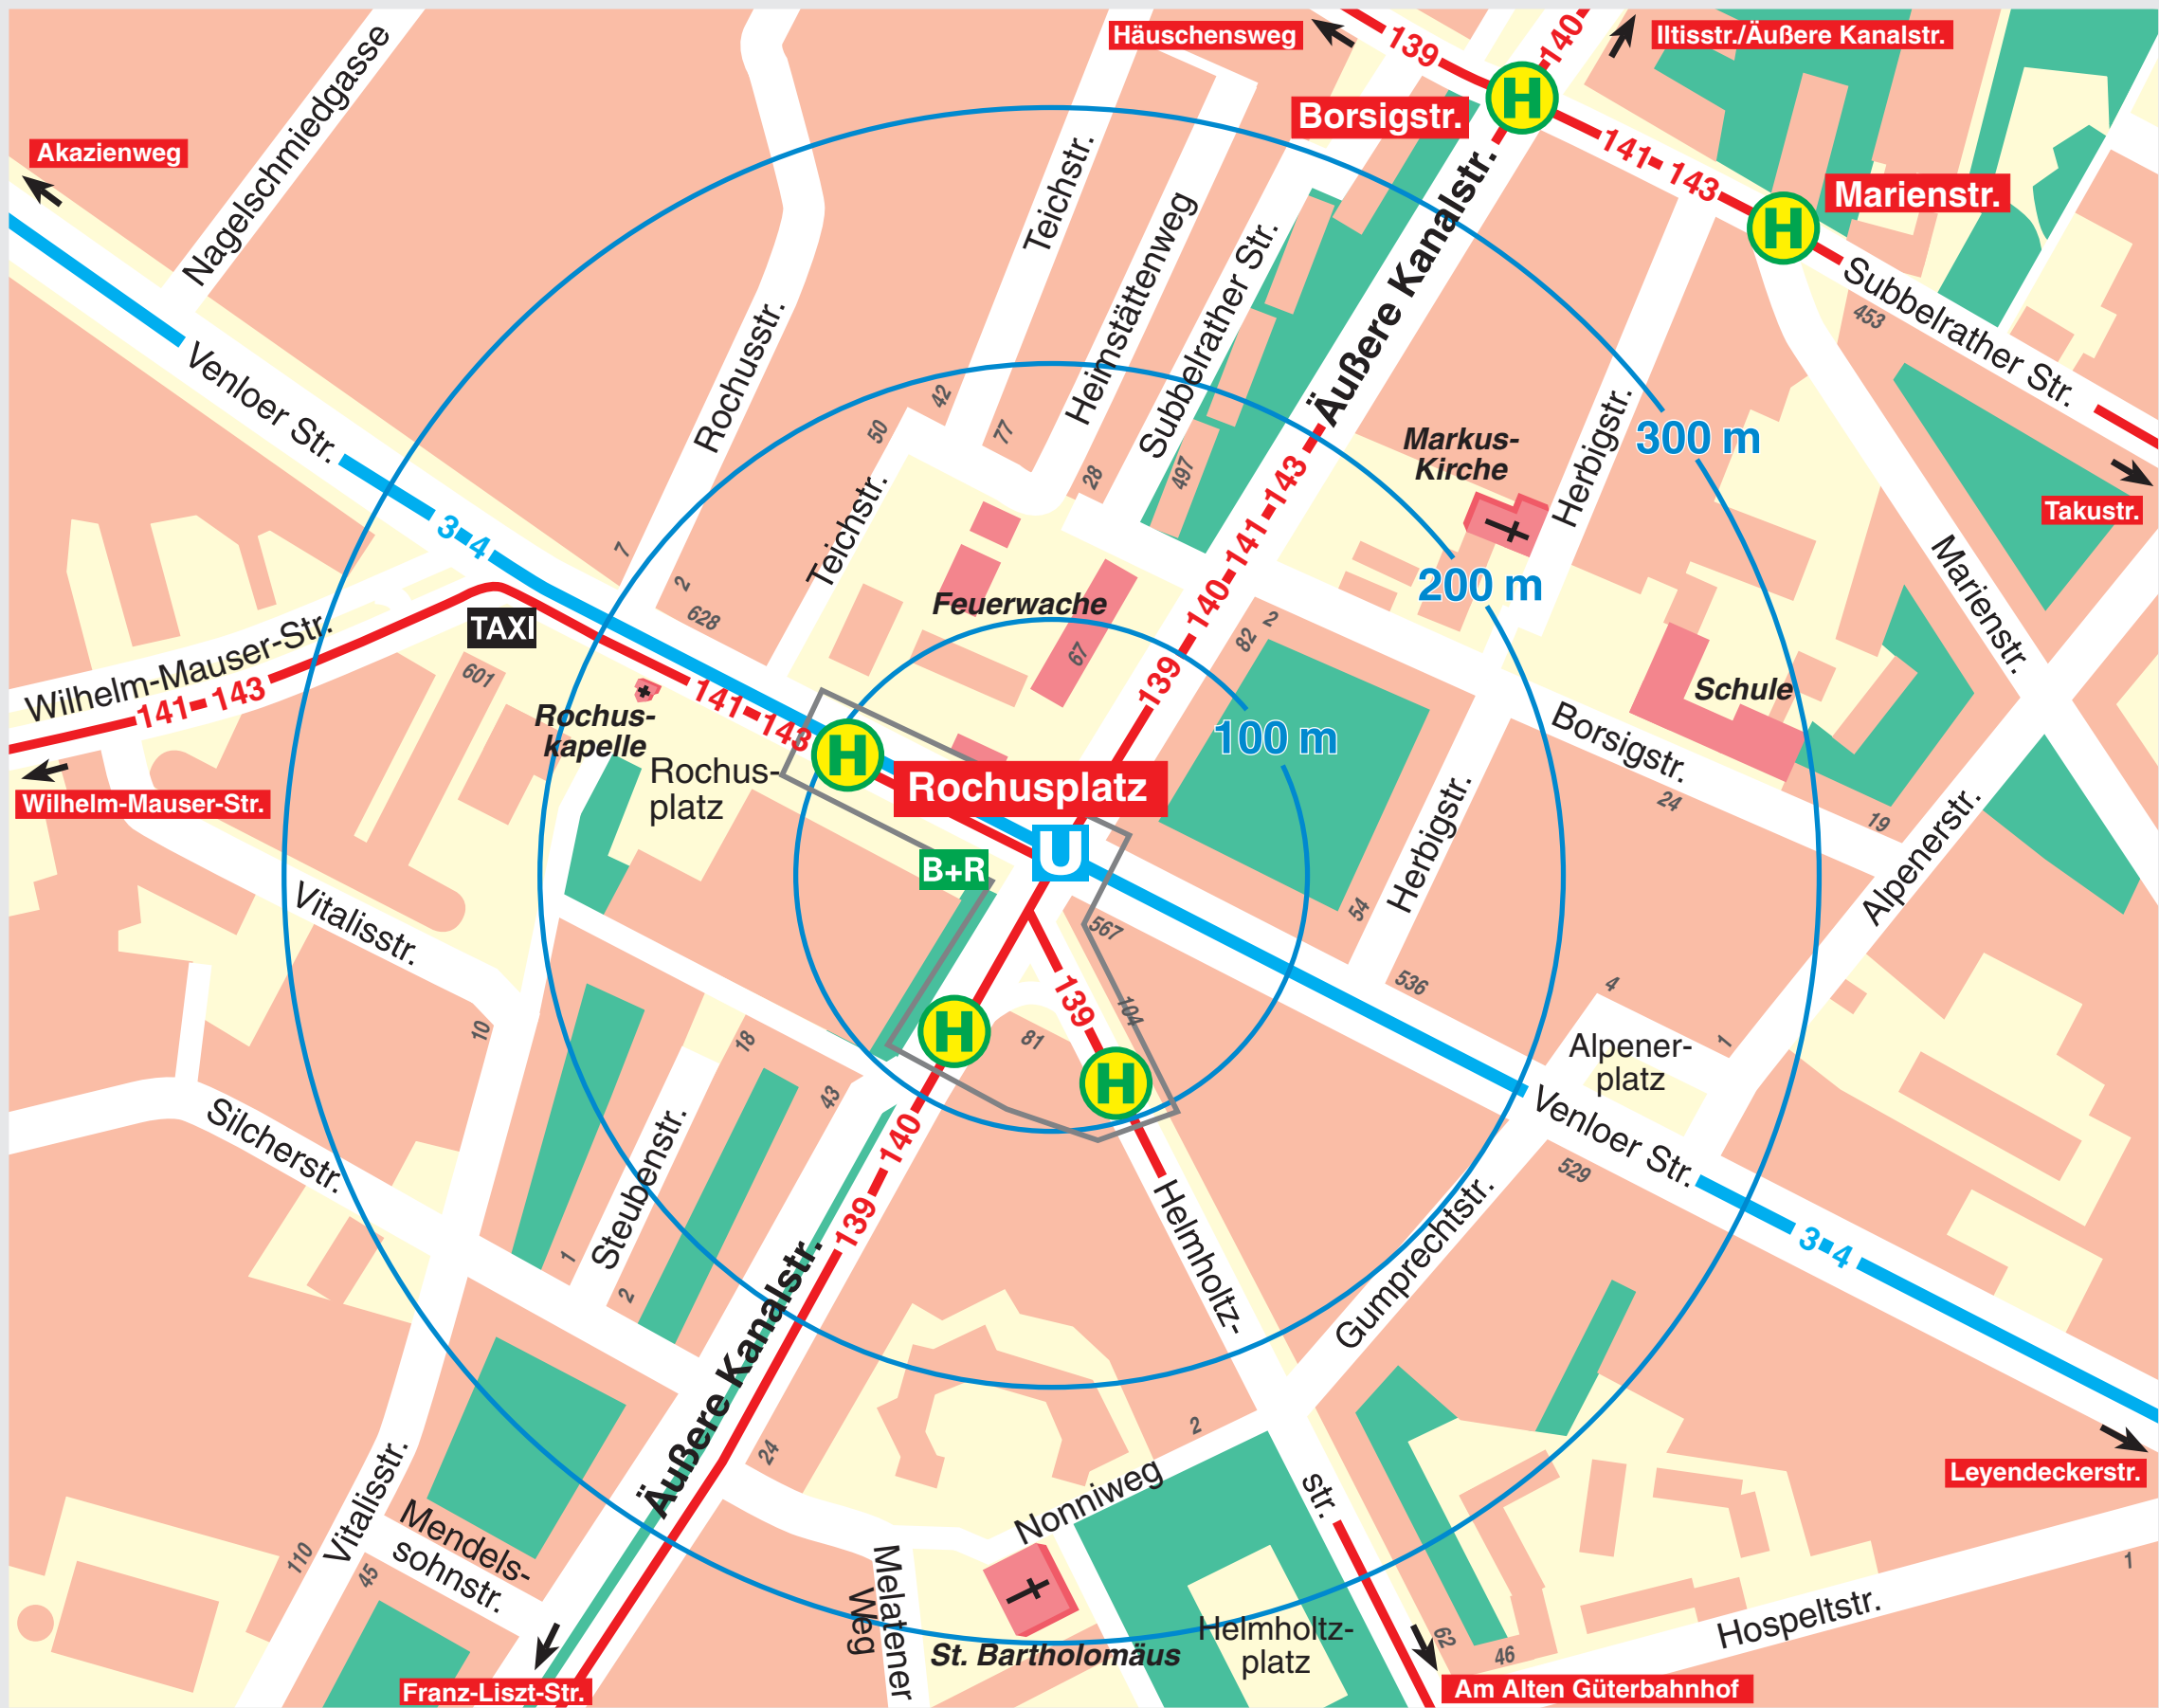 Häuschensweg
139
140
Iltisstr./Äußere Kanalstr.
Borsigstr.
H
141-143
Marienstr.
H
Akazienweg
Nagelschmiedgasse
Teichstr.
Heimstättenweg
Subbelrather Str.
Äußere Kanalstr.
Subbelrather Str.
453
Venloer Str.
Rochusstr.
42
50
77
28
497
Markus-
Kirche
Herbigstr.
300 m
Takustr.
3-4
7
2
628
Teichstr.
Feuerwache
67
139-140-141-143
82
2
200 m
Marienstr.
Wilhelm-Mauser-Str.
141-143
TAXI
601
Rochus-
kapelle
Rochus-
platz
141-143
H
100 m
Schule
Borsigstr.
24
19
Wilhelm-Mauser-Str.
Rochusplatz
U
B+R
Herbigstr.
54
Alpenerstr.
Vitalisstr.
567
536
4
1
10
18
43
H
81
139
104
H
Alpener-
platz
Venloer Str.
529
Silcherstr.
Steubenstr.
1
2
139-140
Helmholtz-
Gumprechtstr.
3-4
Äußere Kanalstr.
24
2
Nonniweg
str.
Leyendeckerstr.
Vitalisstr.
110
45
Mendels-
sohnstr.
Melatener
Weg
St. Bartholomäus
Helmholtz-
platz
62
46
Hospeltstr.
1
Franz-Liszt-Str.
Am Alten Güterbahnhof